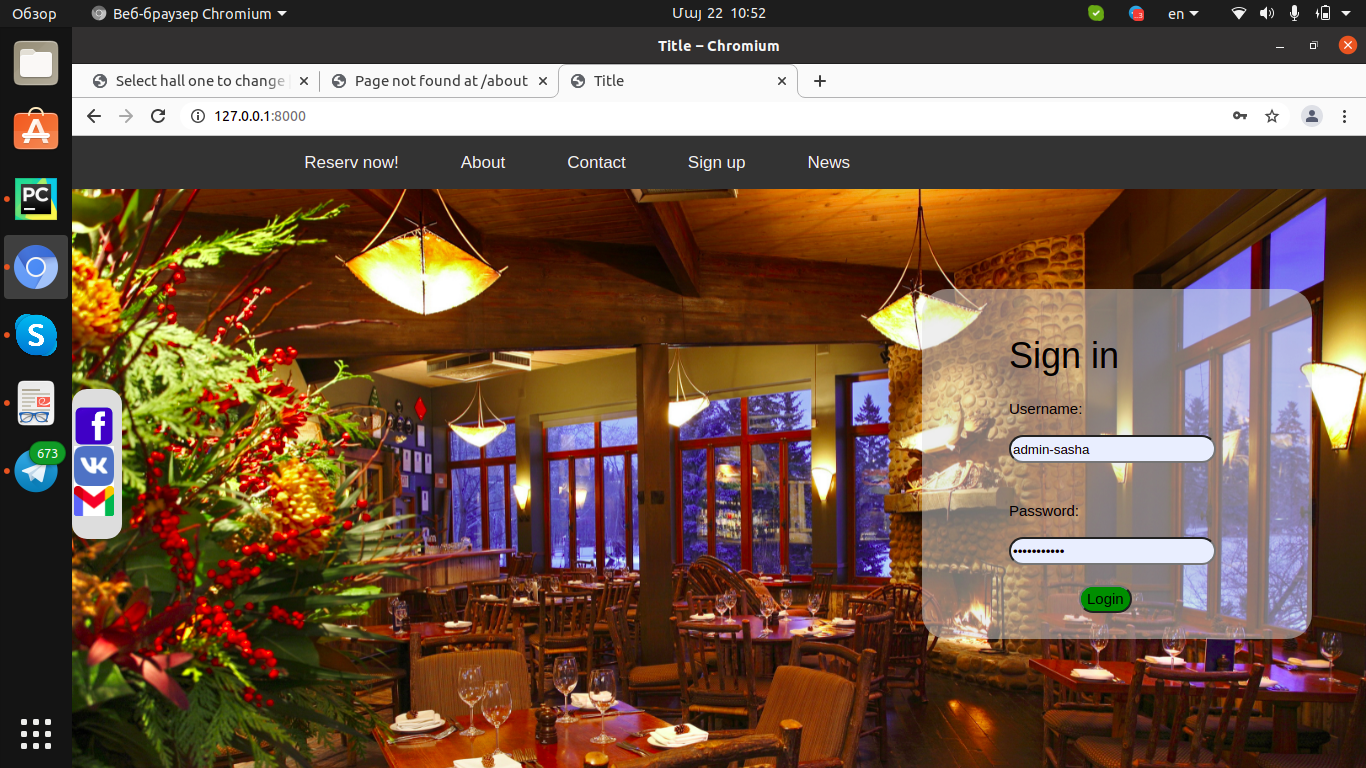 Обзор
Веб-браузер Chromium
Մայ 22 10:52
3
en
Title – Chromium
Select hall one to change
Page not found at /about
Title
127.0.0.1:8000
Reserv now!
About
Contact
Sign up
News
PC
S
673
f
Sign in
Username:
admin-sasha
Password:
•••••••••••
Login